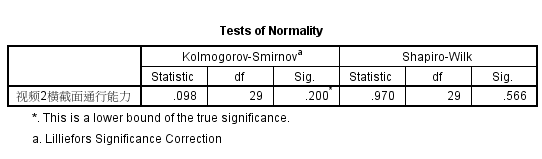 Tests of Normality
Kolmogorov-Smirnov^a Shapiro-Wilk
Statistic df Sig. Statistic df Sig.
视频2横截面通行能力 .098 29 .200* .970 29 .566
*. This is a lower bound of the true significance.
a. Lilliefors Significance Correction